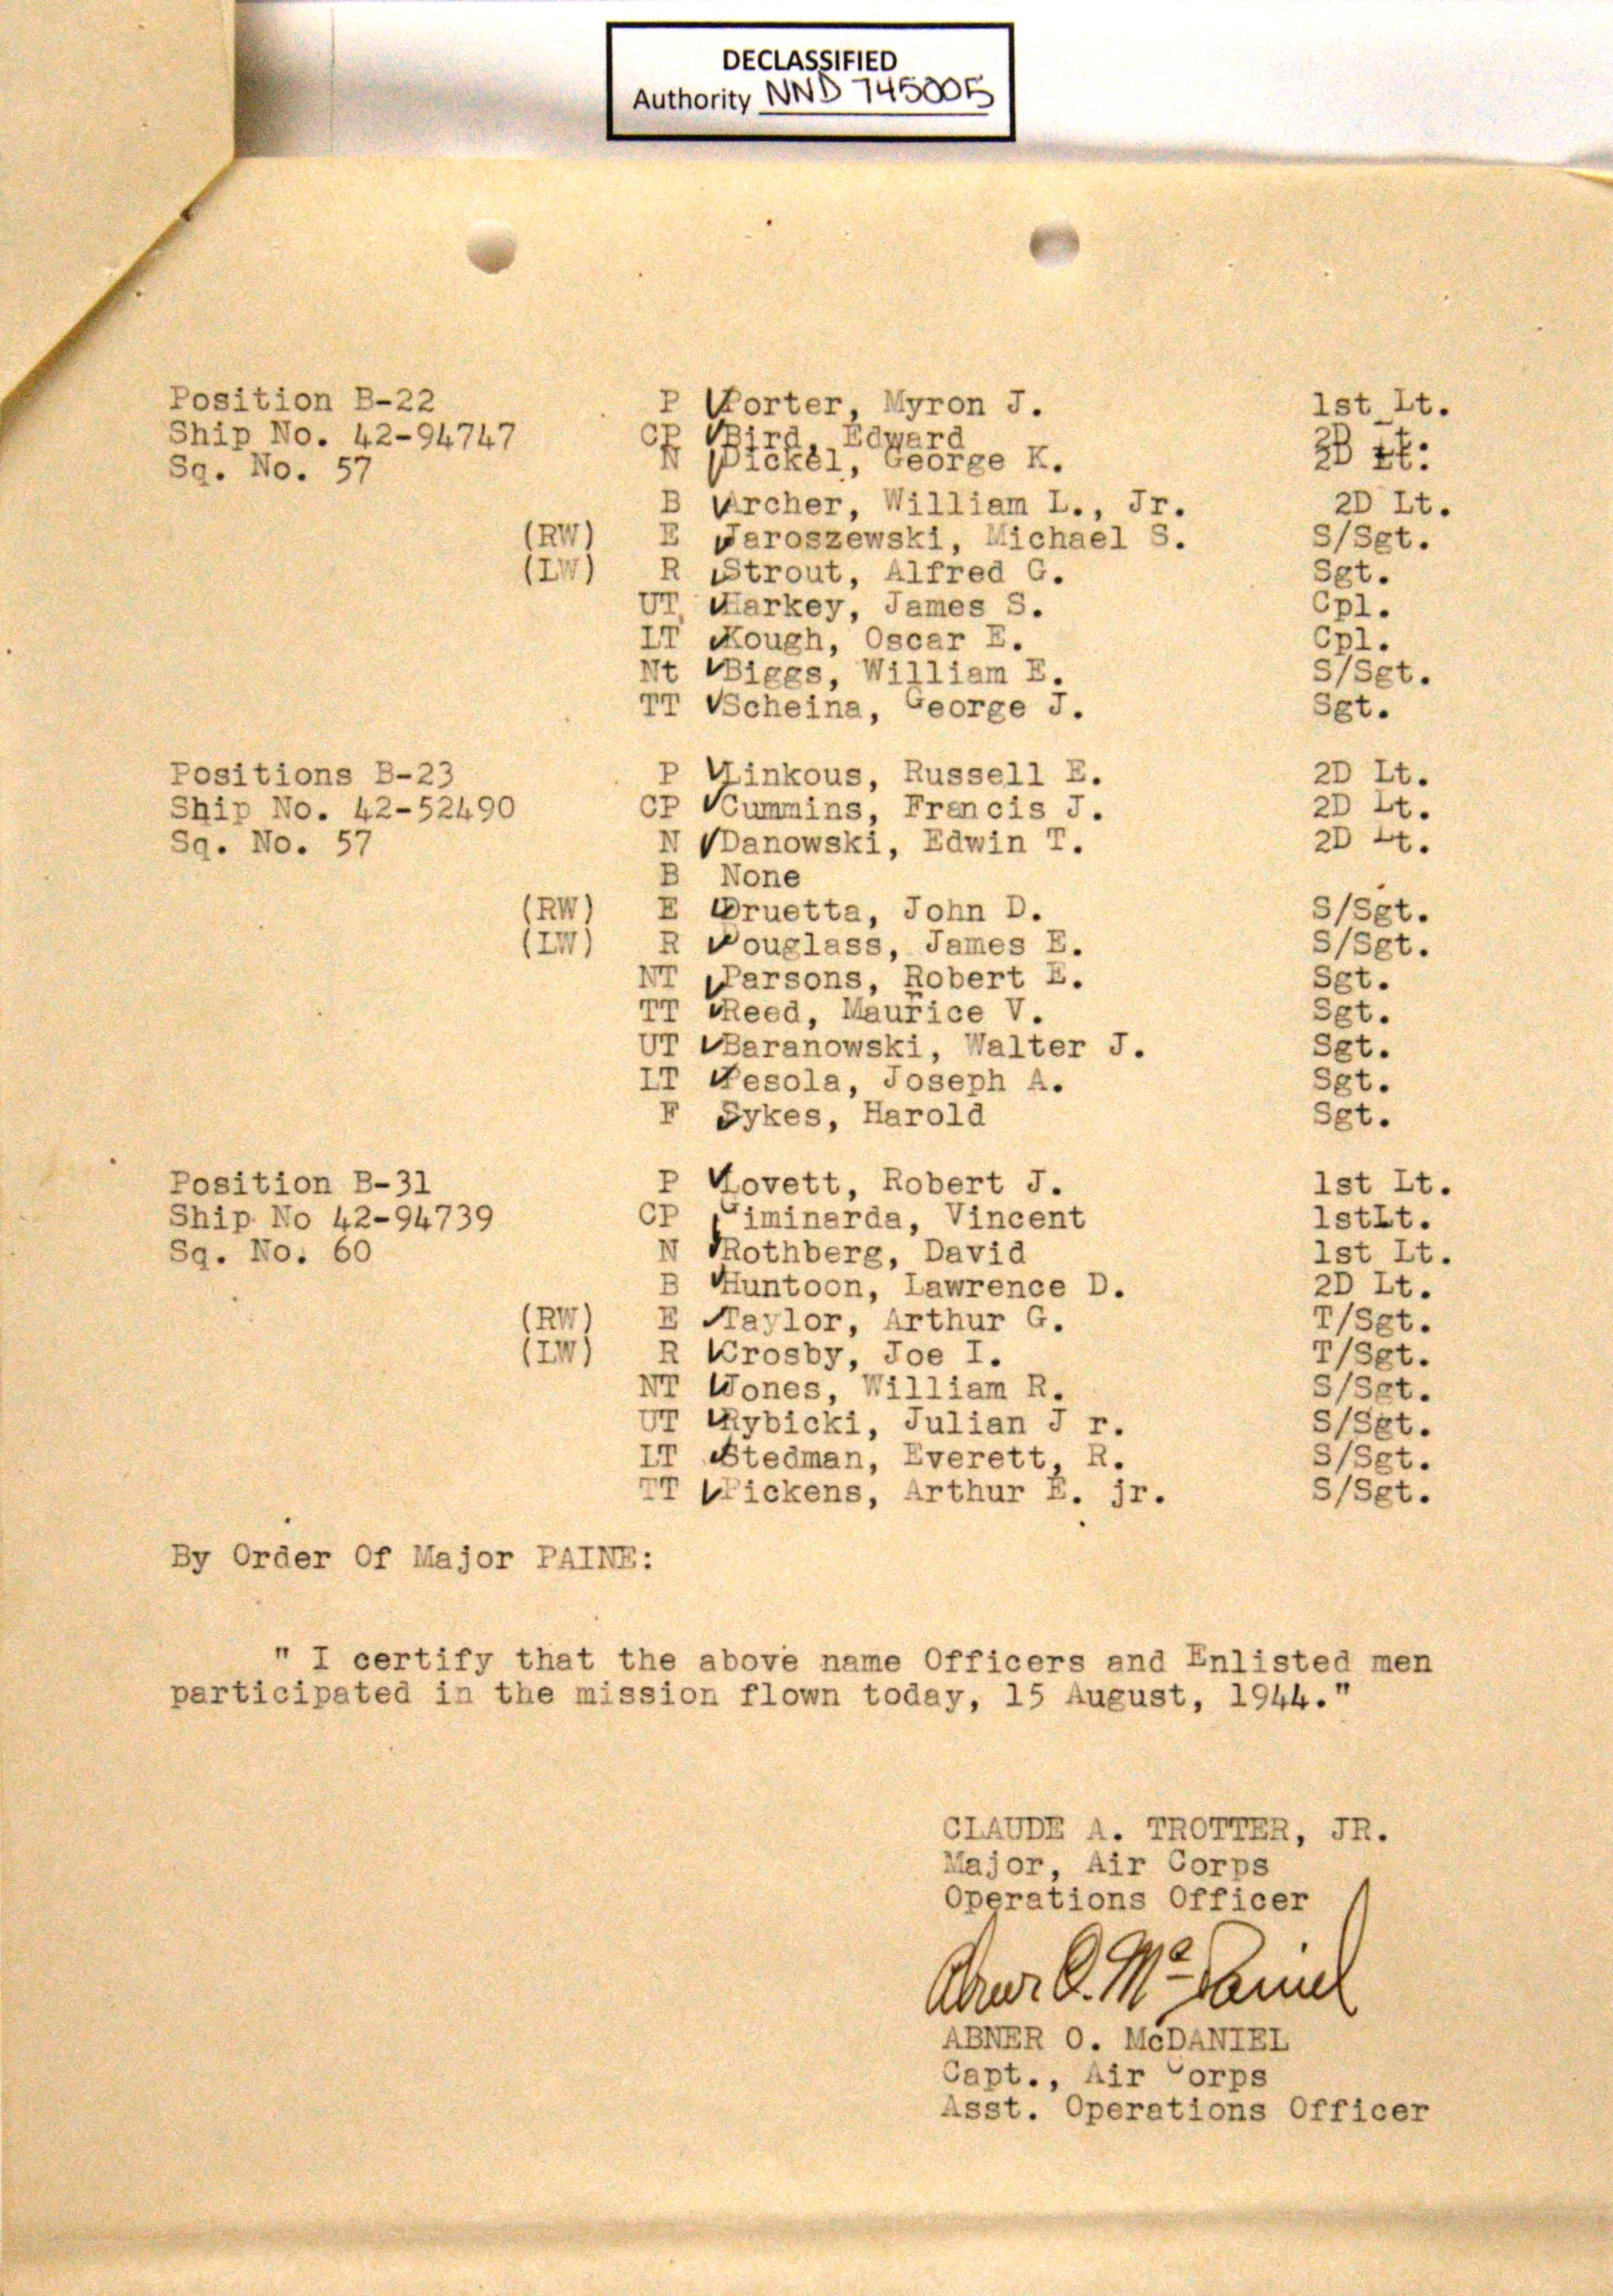 DECLASSIFIED
Authority NND 745005
Position B-22 P Porter, Myron J. 1st Lt.
Ship No. 42-94747 CP Bird, Edward 2D Lt.
Sq. No. 57 N Pickel, George K. 2D Lt.
B Archer, William L., Jr. 2D Lt.
(RW) E Jaroszewski, Michael S. S/Sgt.
(LW) R Strout, Alfred G. Sgt.
UT Harkey, James S. Cpl.
LT Kough, Oscar E. Cpl.
Nt Biggs, William E. S/Sgt.
TT Scheina, George J. Sgt.
Positions B-23 P Linkous, Russell E. 2D Lt.
Ship No. 42-52490 CP Cummins, Francis J. 2D Lt.
Sq. No. 57 N Danowski, Edwin T. 2D Lt.
B None
(RW) E Druetta, John D. S/Sgt.
(LW) R Douglass, James E. S/Sgt.
NT Parsons, Robert E. Sgt.
TT Reed, Maurice V. Sgt.
UT Baranowski, Walter J. Sgt.
LT Pesola, Joseph A. Sgt.
F Sykes, Harold Sgt.
Position B-31 P Lovett, Robert J. 1st Lt.
Ship No 42-94739 CP Ciminarda, Vincent 1stLt.
Sq. No. 60 N Rothberg, David 1st Lt.
B Huntoon, Lawrence D. 2D Lt.
(RW) E Naylor, Arthur G. T/Sgt.
(LW) R Crosby, Joe I. T/Sgt.
NT Jones, William R. S/Sgt.
UT Rybicki, Julian J r. S/Sgt.
LT Stedman, Everett, R. S/Sgt.
TT Pickens, Arthur E. jr. S/Sgt.
By Order Of Major PAINE:
" I certify that the above name Officers and Enlisted men
participated in the mission flown today, 15 August, 1944."
CLAUDE A. TROTTER, JR.
Major, Air Corps
Operations Officer
Abner O. McDaniel
ABNER O. McDANIEL
Capt., Air Corps
Asst. Operations Officer